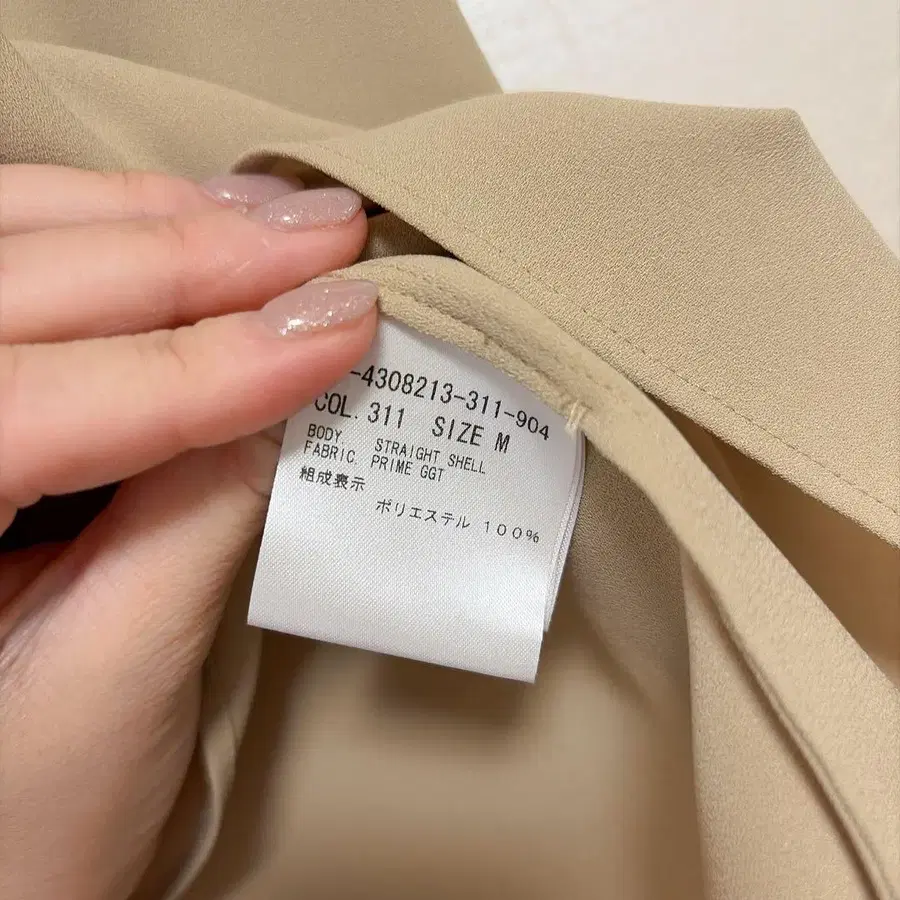 -4308213-311-904
COL. 311 SIZE M
BODY STRAIGHT SHELL
FABRIC. PRIME GGT
組成表示
ポリエステル 100%